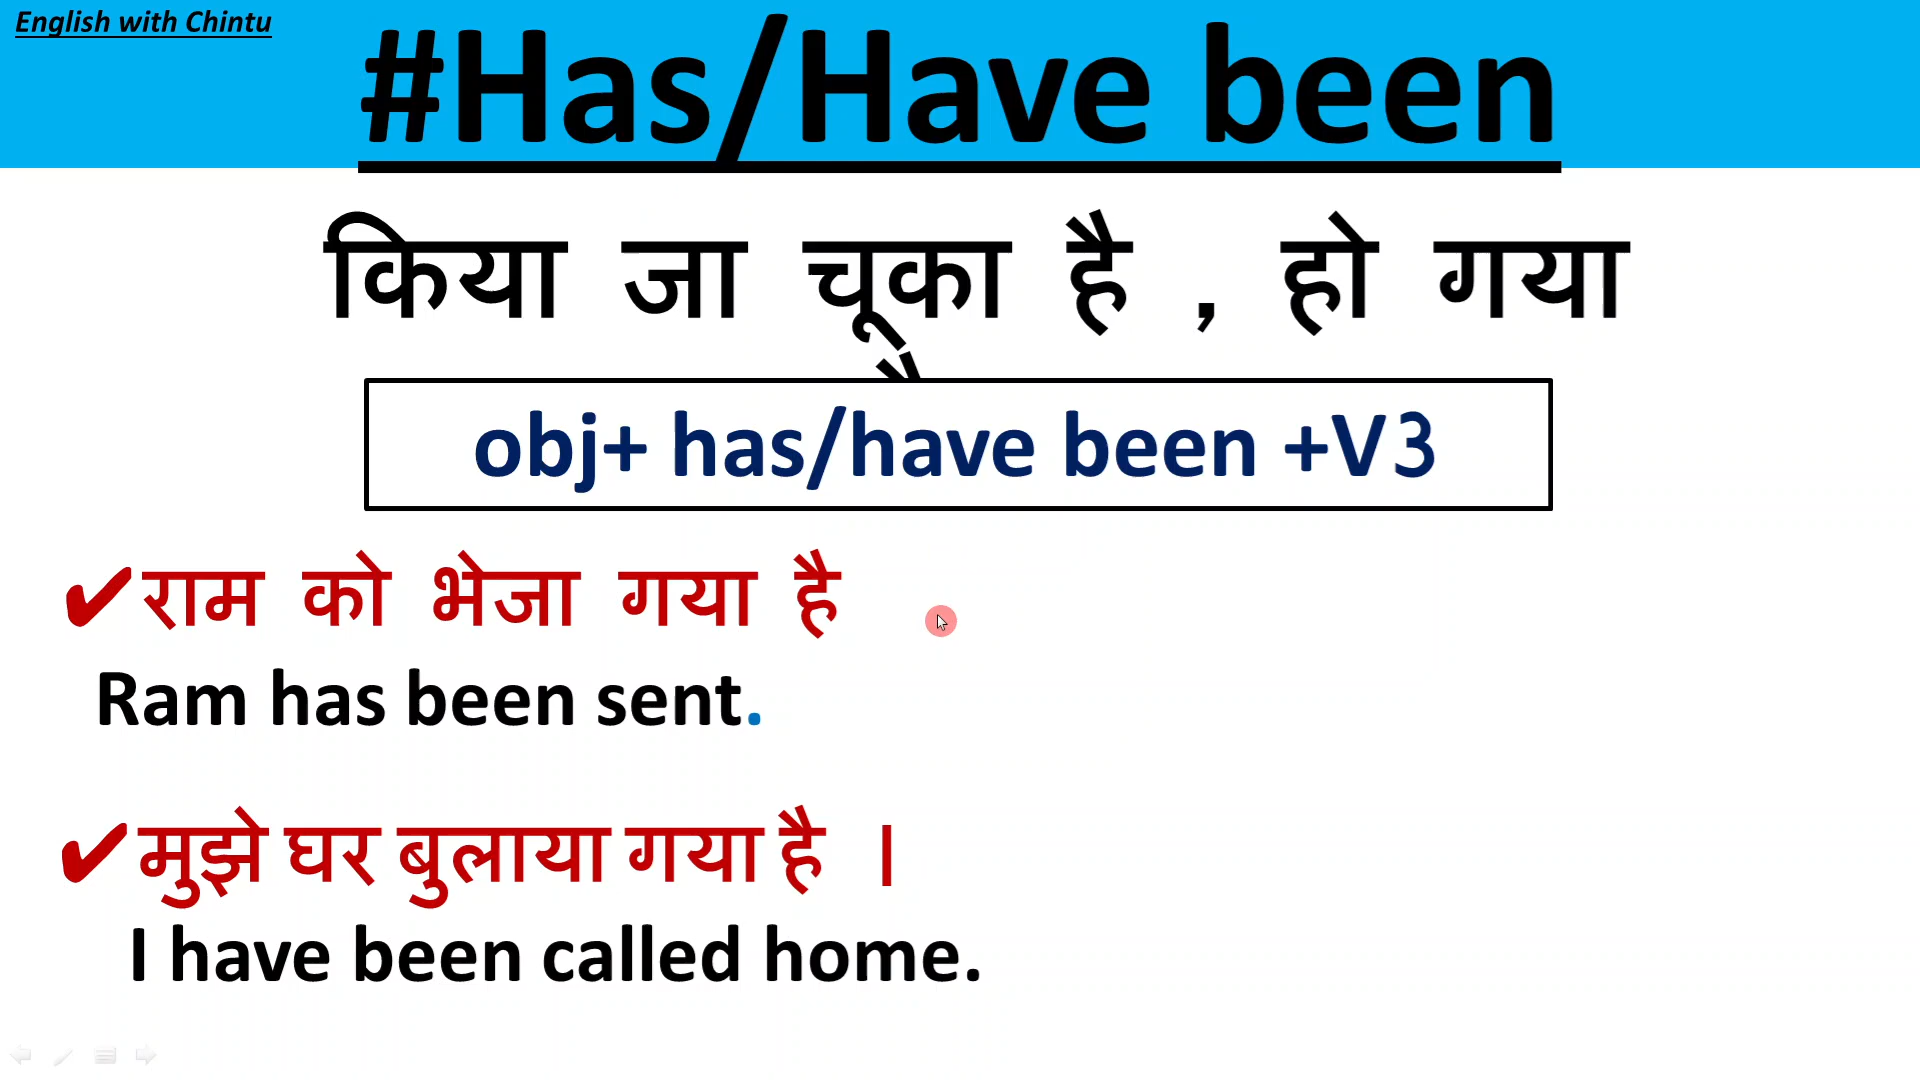 English with Chintu
#Has/Have been
किया जा चूका है , हो गया
obj+ has/have been +V3
✔राम को भेजा गया है
Ram has been sent.
✔मुझे घर बुलाया गया है ।
I have been called home.